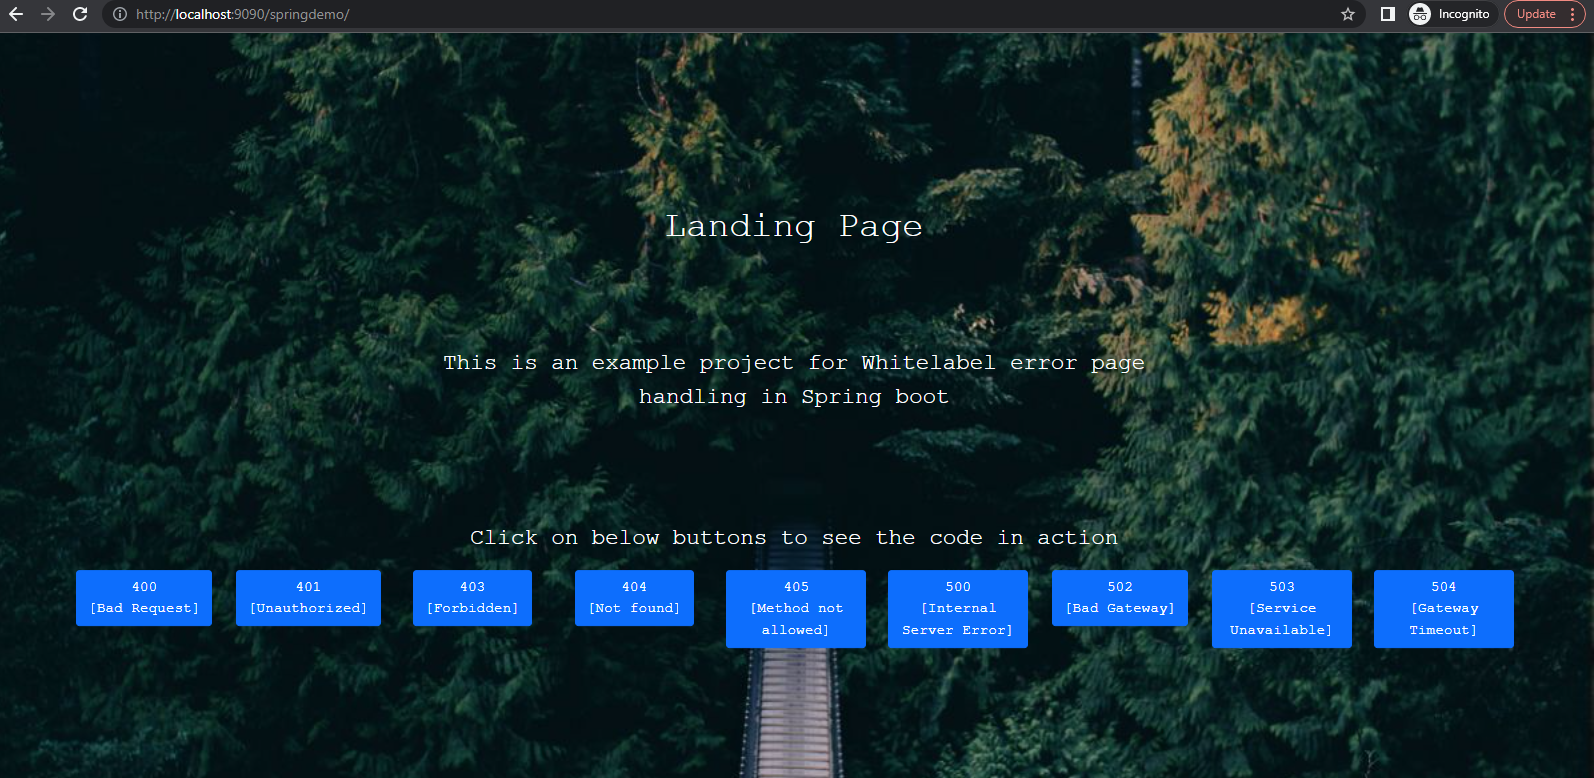 http://localhost:9090/springdemo/
Incognito
Update
Landing Page
This is an example project for Whitelabel error page
handling in Spring boot
Click on below buttons to see the code in action
400
[Bad Request]
401
[Unauthorized]
403
[Forbidden]
404
[Not found]
405
[Method not
allowed]
500
[Internal
Server Error]
502
[Bad Gateway]
503
[Service
Unavailable]
504
[Gateway
Timeout]